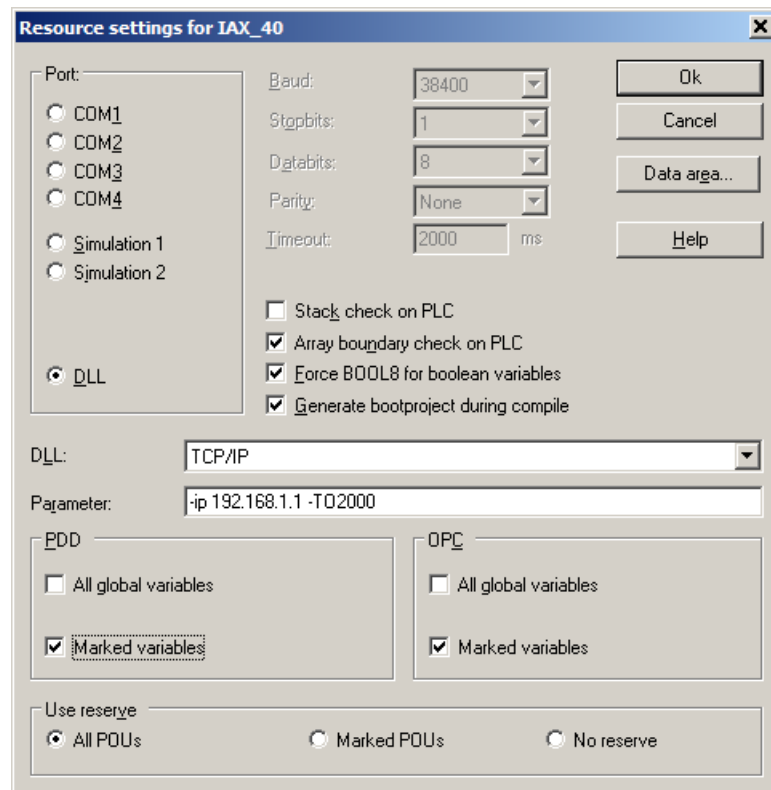 Resource settings for IAX_40
Port:
COM1
COM2
COM3
COM4
Simulation 1
Simulation 2
DLL
Baud: 38400
Stopbits: 1
Databits: 8
Parity: None
Timeout: 2000 ms
Ok
Cancel
Data area...
Help
Stack check on PLC
Array boundary check on PLC
Force BOOL8 for boolean variables
Generate bootproject during compile
DLL: TCP/IP
Parameter: -ip 192.168.1.1 -TO2000
PDD
All global variables
Marked variables
OPC
All global variables
Marked variables
Use reserve
All POUs Marked POUs No reserve